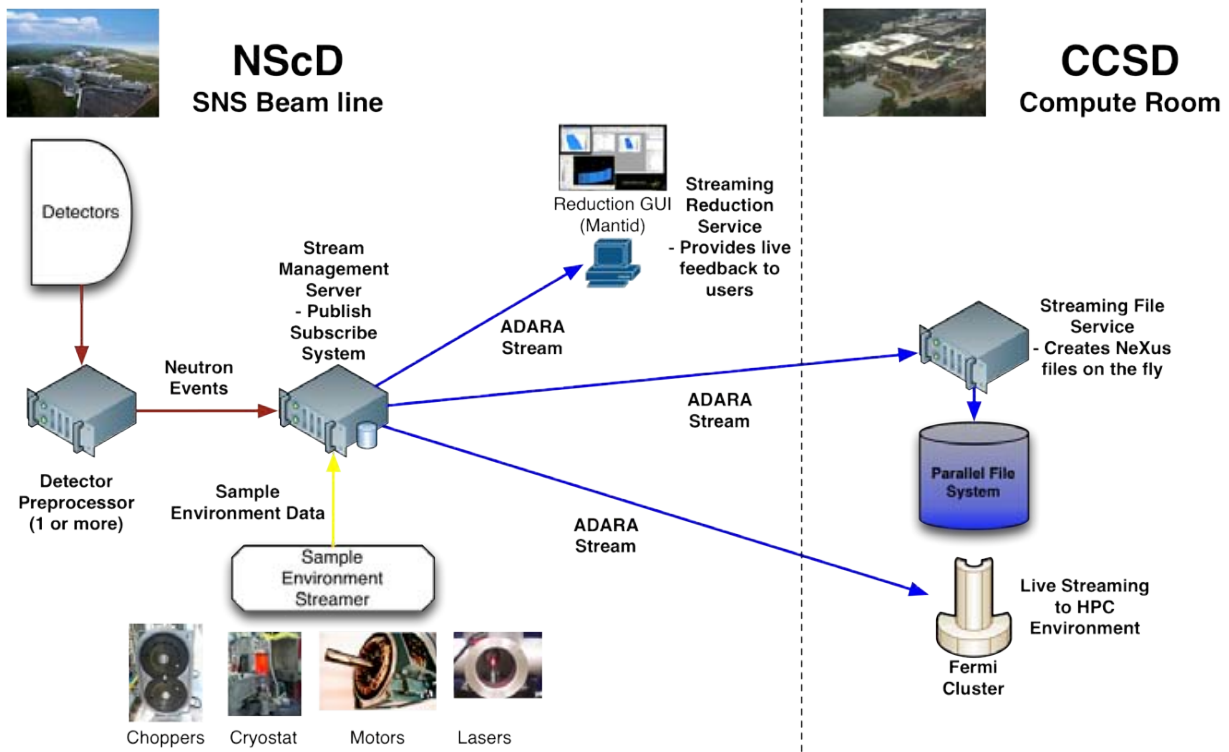 NScD
SNS Beam line
CCSD
Compute Room
Detectors
Reduction GUI
(Mantid)
Streaming
Reduction
Service
- Provides live
feedback to
users
Stream
Management
Server
- Publish
Subscribe
System
ADARA
Stream
Streaming File
Service
- Creates NeXus
files on the fly
Neutron
Events
ADARA
Stream
Detector
Preprocessor
(1 or more)
Sample
Environment Data
Parallel File
System
ADARA
Stream
Sample
Environment
Streamer
Live Streaming
to HPC
Environment
Fermi
Cluster
Choppers
Cryostat
Motors
Lasers